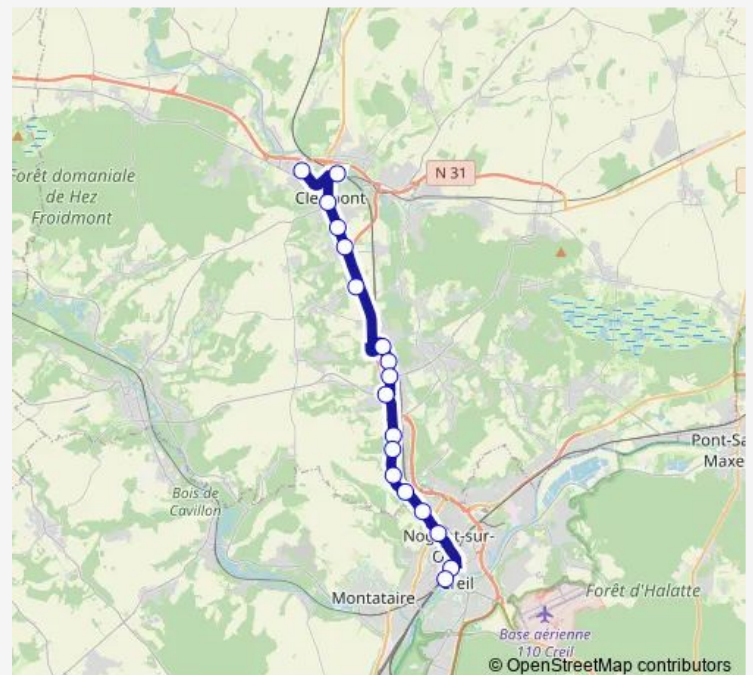 N 31
Forêt domaniale
de Hez
Froidmont
Pont-Sa
Maxe
Bois de
Cavillon
Montataire
Forêt d'Halatte
Base aérienne
110 Creil
© OpenStreetMap contributors